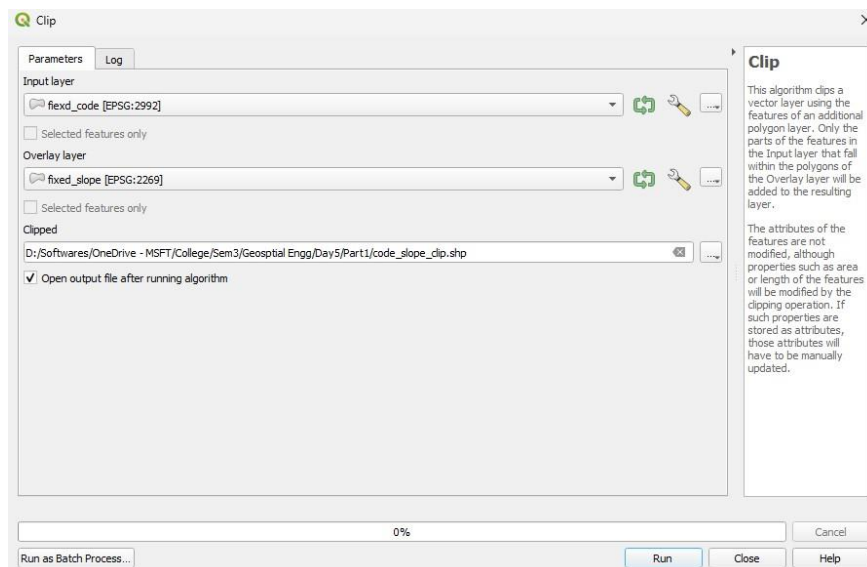 Clip
Parameters
Log
Input layer
fiexd_code [EPSG:2992]
...
Selected features only
Overlay layer
fixed_slope [EPSG:2269]
...
Selected features only
Clipped
D:/Softwares/OneDrive - MSFT/College/Sem3/Geosptial Engg/Day5/Part1/code_slope_clip.shp
...
Open output file after running algorithm
Clip
This algorithm clips a
vector layer using the
features of an additional
polygon layer. Only the
parts of the features in
the Input layer that fall
within the polygons of
the Overlay layer will be
added to the resulting
layer.
The attributes of the
features are not
modified, although
properties such as area
or length of the features
will be modified by the
clipping operation. If
such properties are
stored as attributes,
those attributes will
have to be manually
updated.
0%
Cancel
Run as Batch Process...
Run
Close
Help